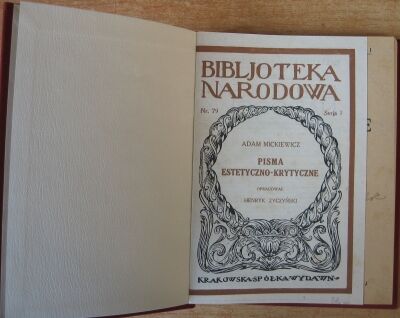 BIBLJOTEKA
NARODOWA
Nr. 79 Serja I
ADAM MICKIEWICZ
PISMA
ESTETYCZNO-KRYTYCZNE
OPRACOWAŁ
HENRYK ŻYCZYŃSKI
KRAKOWSKA SPÓŁKA WYDAWN.